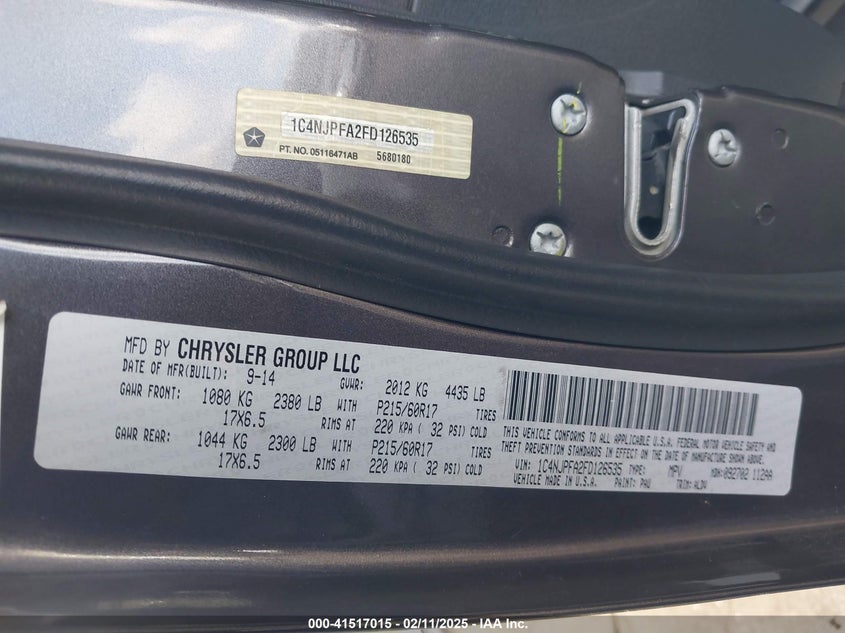 1C4NJPFA2FD126535
PT. NO. 05116471AB 5680180
MFD BY CHRYSLER GROUP LLC
DATE OF MFR(BUILT): 9-14 GVWR: 2012 KG 4435 LB
GAWR FRONT: 1080 KG 2380 LB WITH P215/60R17 TIRES
17X6.5 RIMS AT 220 KPA ( 32 PSI) COLD
GAWR REAR: 1044 KG 2300 LB WITH P215/60R17 TIRES
17X6.5 RIMS AT 220 KPA ( 32 PSI) COLD
THIS VEHICLE CONFORMS TO ALL APPLICABLE U.S.A. FEDERAL MOTOR VEHICLE SAFETY AND
THEFT PREVENTION STANDARDS IN EFFECT ON THE DATE OF MANUFACTURE SHOWN ABOVE.
VIN: 1C4NJPFA2FD126535 TYPE: MPV MDH: 092702 112AA
VEHICLE MADE IN U.S.A. PAINT: PAU TRIM: ALDV
000-41517015 - 02/11/2025 - IAA Inc.